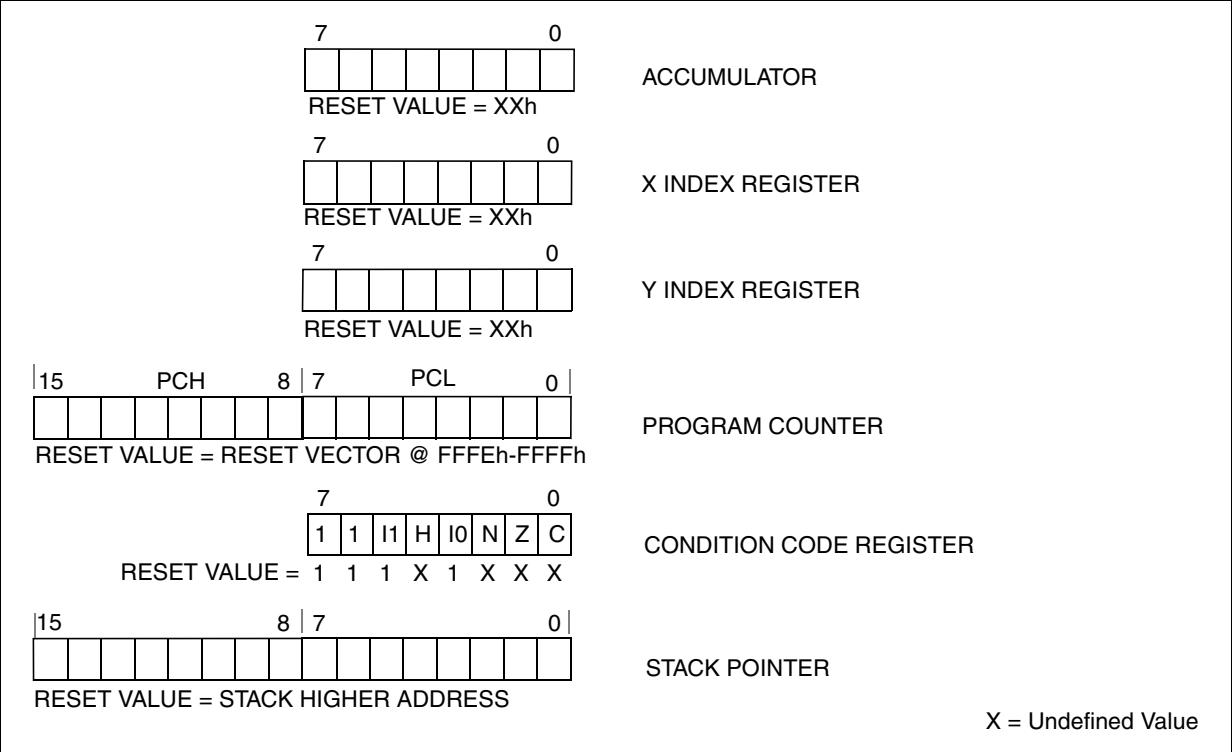 7 0
ACCUMULATOR
RESET VALUE = XXh
7 0
X INDEX REGISTER
RESET VALUE = XXh
7 0
Y INDEX REGISTER
RESET VALUE = XXh
15 PCH 8 7 PCL 0
PROGRAM COUNTER
RESET VALUE = RESET VECTOR @ FFFEh-FFFFh
7 0
1 1 I1 H I0 N Z C
CONDITION CODE REGISTER
RESET VALUE = 1 1 1 X 1 X X X
15 8 7 0
STACK POINTER
RESET VALUE = STACK HIGHER ADDRESS
X = Undefined Value